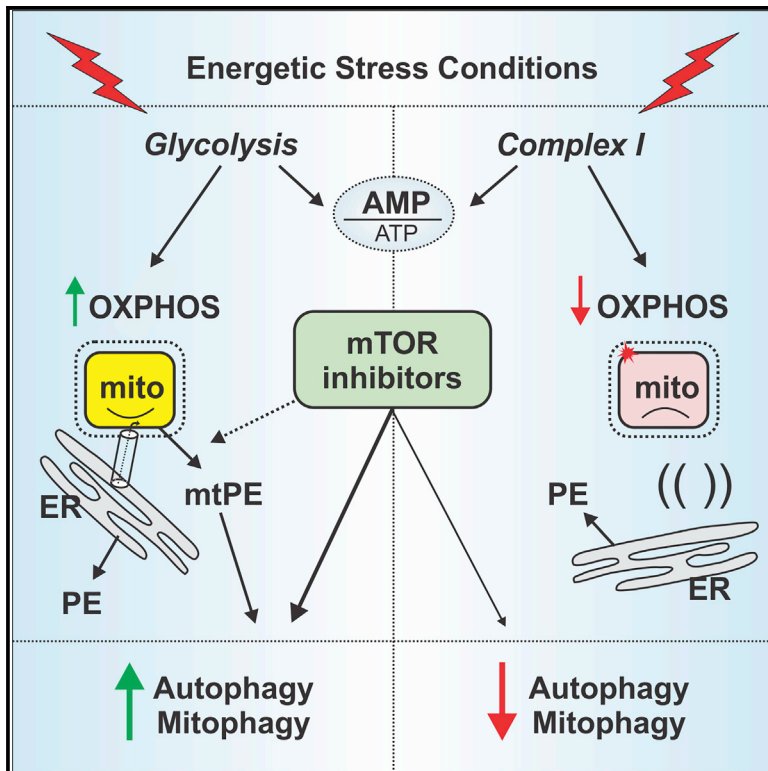 Energetic Stress Conditions
Glycolysis
Complex I
AMP
ATP
OXPHOS
OXPHOS
mTOR
inhibitors
mito
mito
ER
mtPE
PE
PE
ER
Autophagy
Mitophagy
Autophagy
Mitophagy